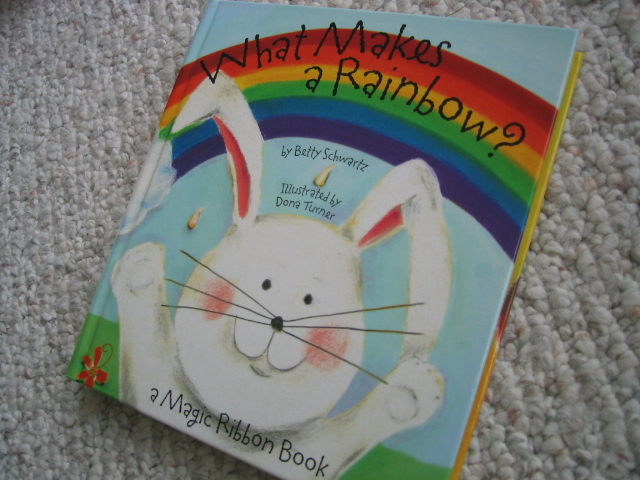 What Makes
a Rainbow?
by Betty Schwartz
Illustrated by
Dona Turner
a Magic Ribbon Book